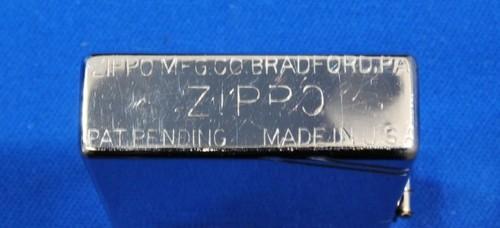 ZIPPO MFG.CO.BRADFORD,PA
ZIPPO
PAT.PENDING MADE IN U.S.A